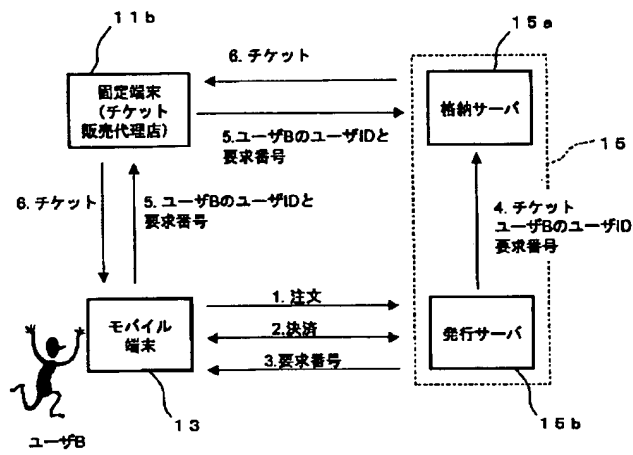 11b
15a
6. チケット
固定端末
(チケット
販売代理店)
格納サーバ
15
5.ユーザBのユーザIDと
要求番号
6. チケット
5. ユーザBのユーザIDと
要求番号
4. チケット
ユーザBのユーザID
要求番号
1. 注文
モバイル
端末
2.決済
発行サーバ
3.要求番号
13
15b
ユーザB